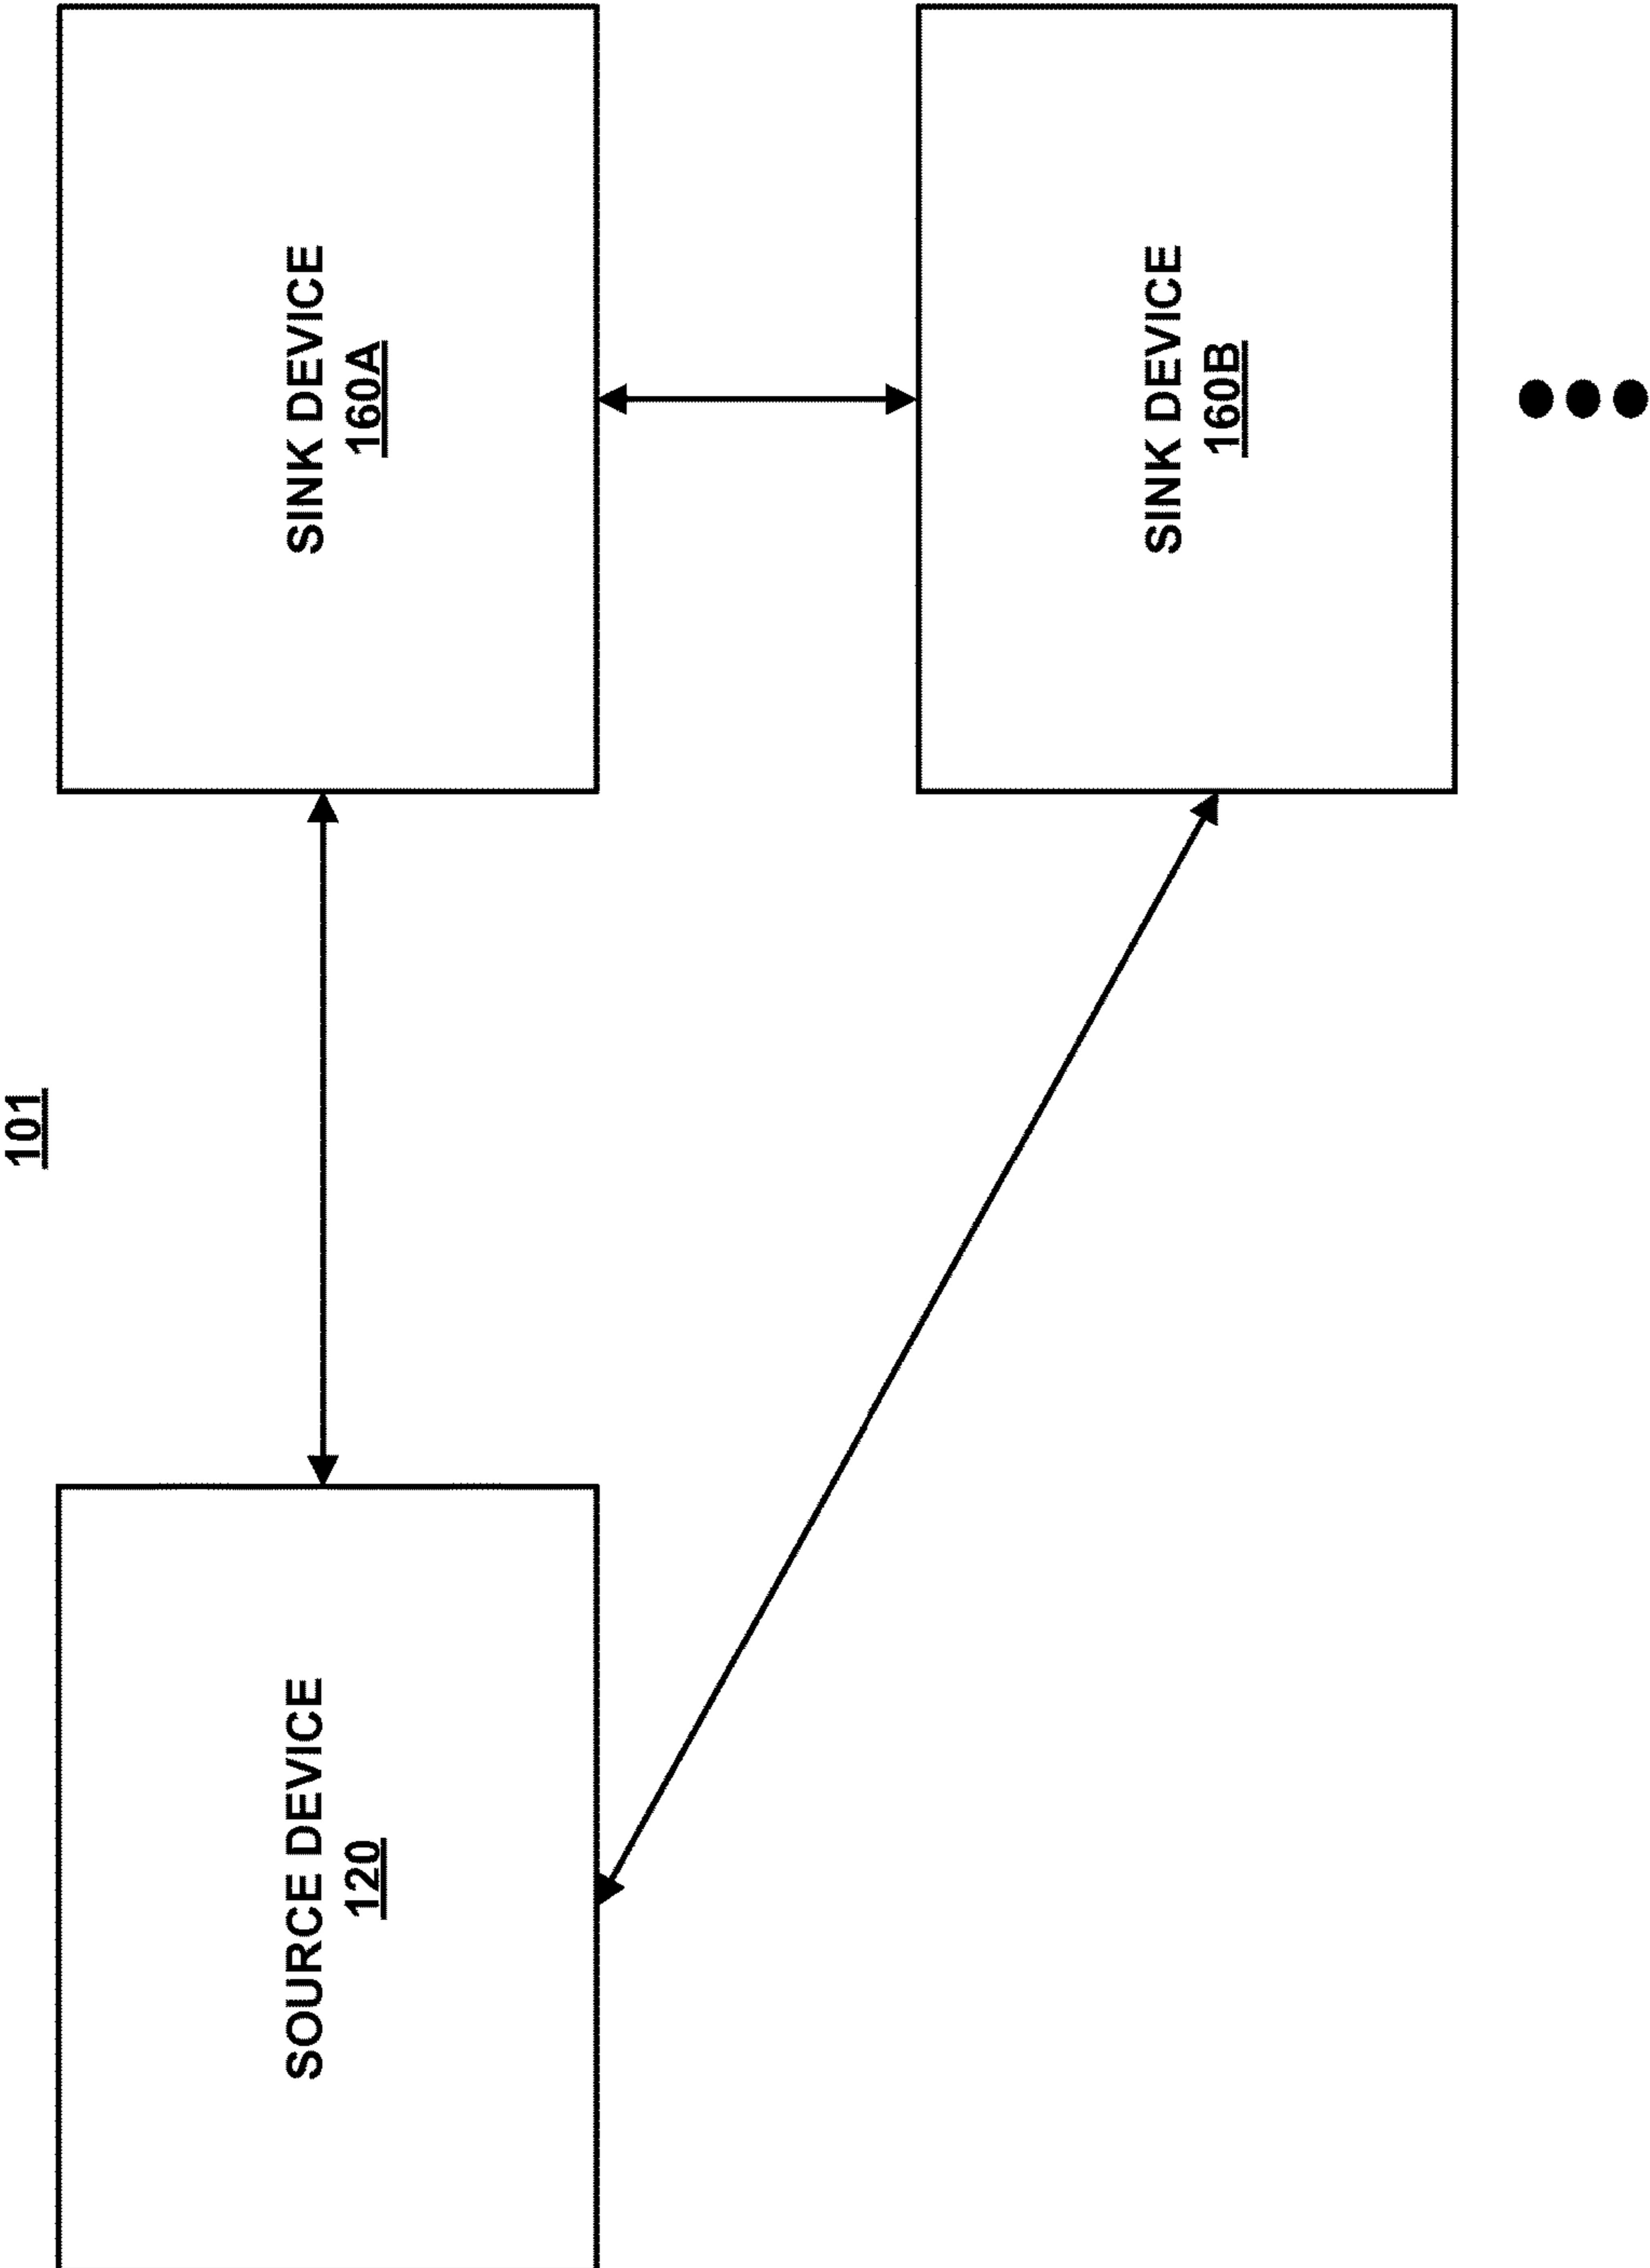 101
SOURCE DEVICE
120
SINK DEVICE
160A
SINK DEVICE
160B